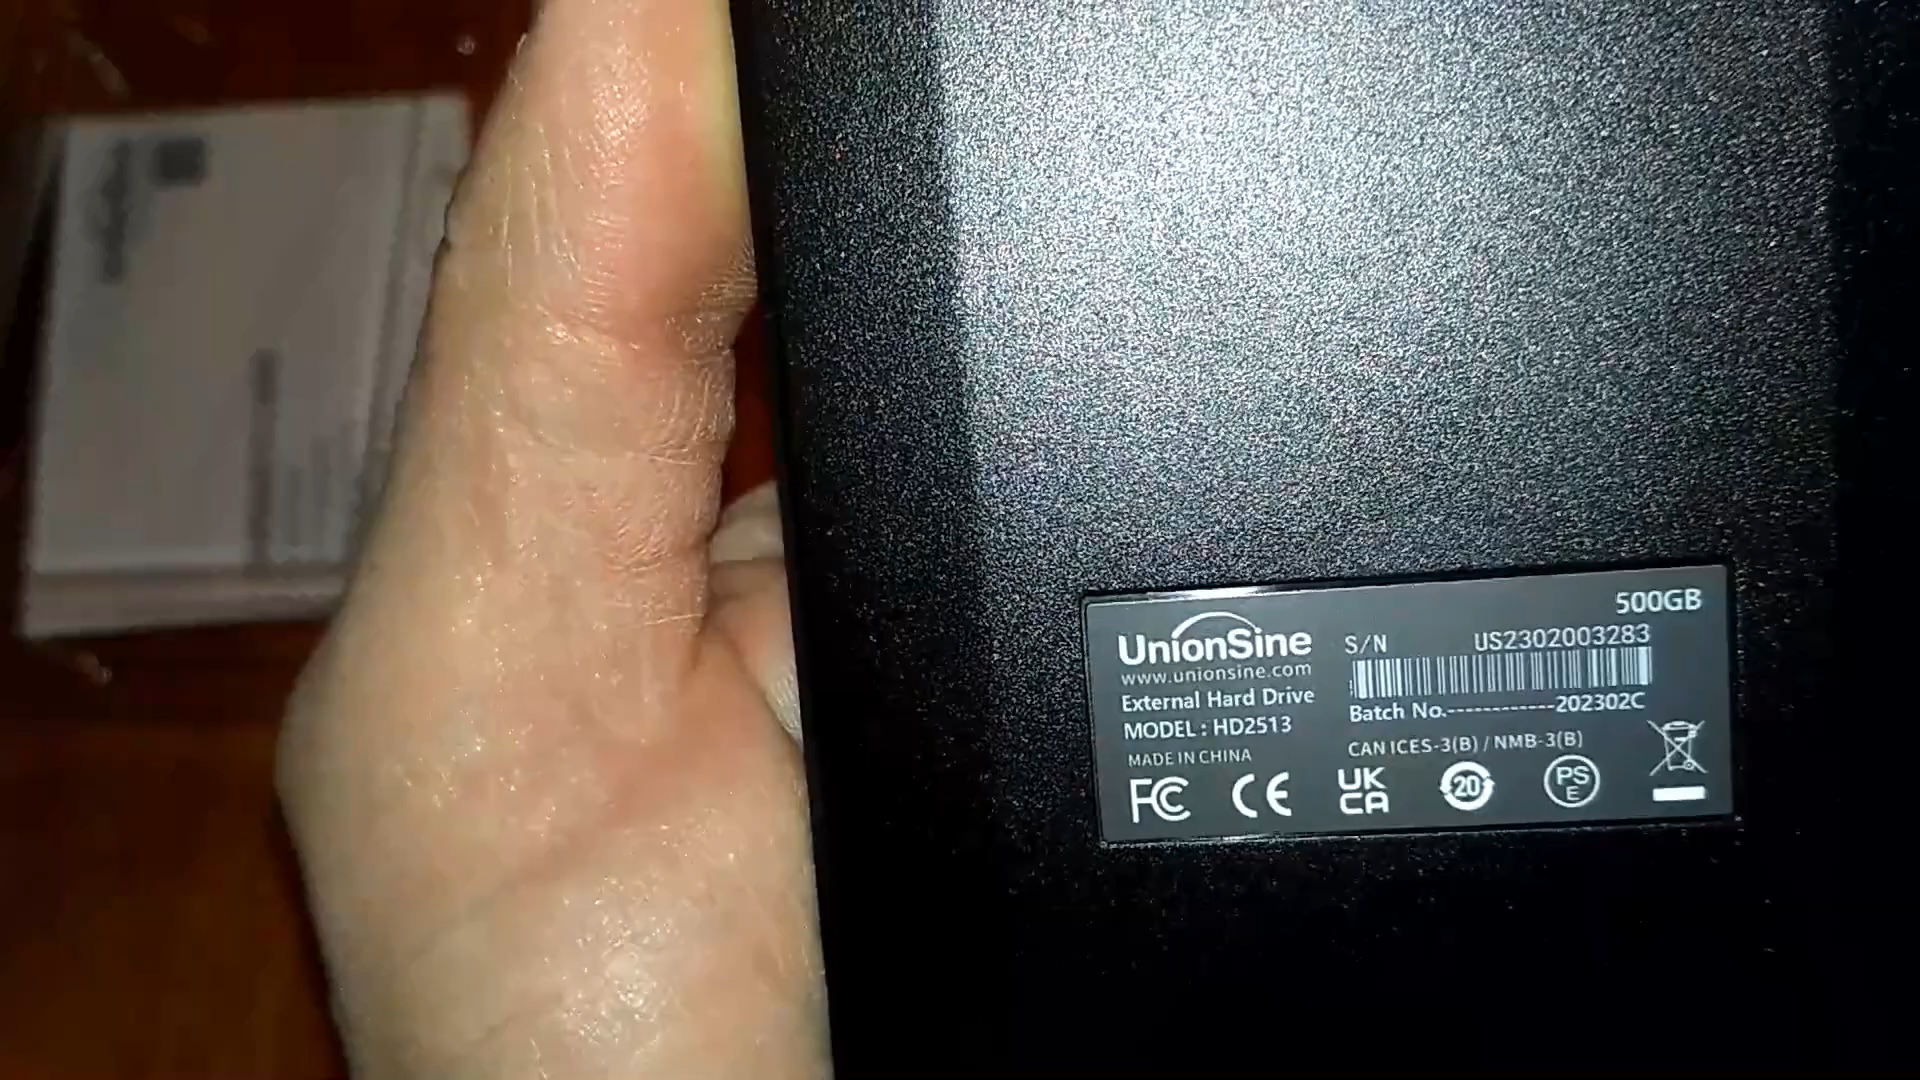 500GB
UnionSine
www.unionsine.com
External Hard Drive
MODEL : HD2513
MADE IN CHINA
S/N US2302003283
Batch No.------------202302C
CAN ICES-3(B) / NMB-3(B)
FC CE UK CA 20 PS E